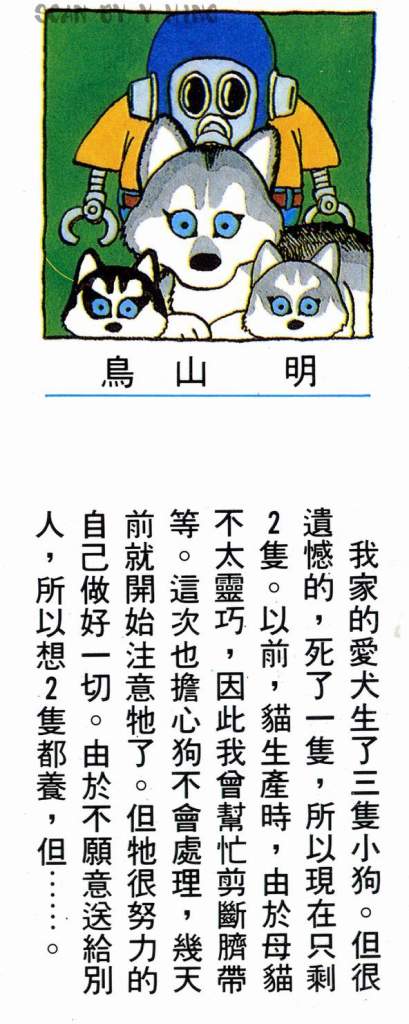 SCAN BY Y MING
鳥山　明
我家的愛犬生了三隻小狗。但很
遺憾的，死了一隻，所以現在只剩
2隻。以前，貓生產時，由於母貓
不太靈巧，因此我曾幫忙剪斷臍帶
等。這次也擔心狗不會處理，幾天
前就開始注意牠了。但牠很努力的
自己做好一切。由於不願意送給別
人，所以想2隻都養，但……。